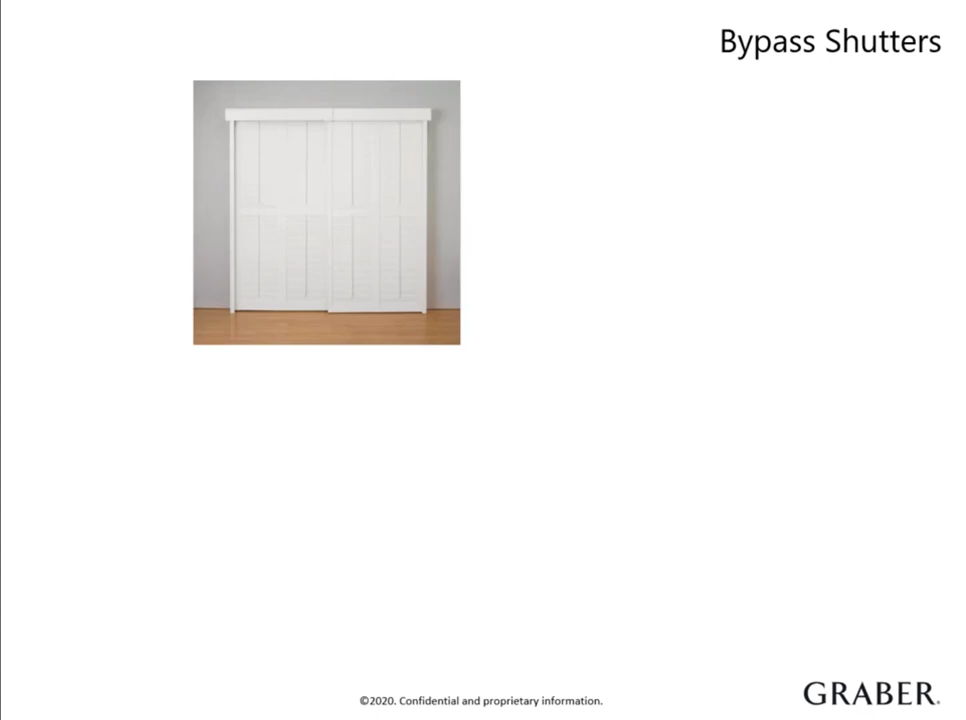 Bypass Shutters
©2020. Confidential and proprietary information.
GRABER.